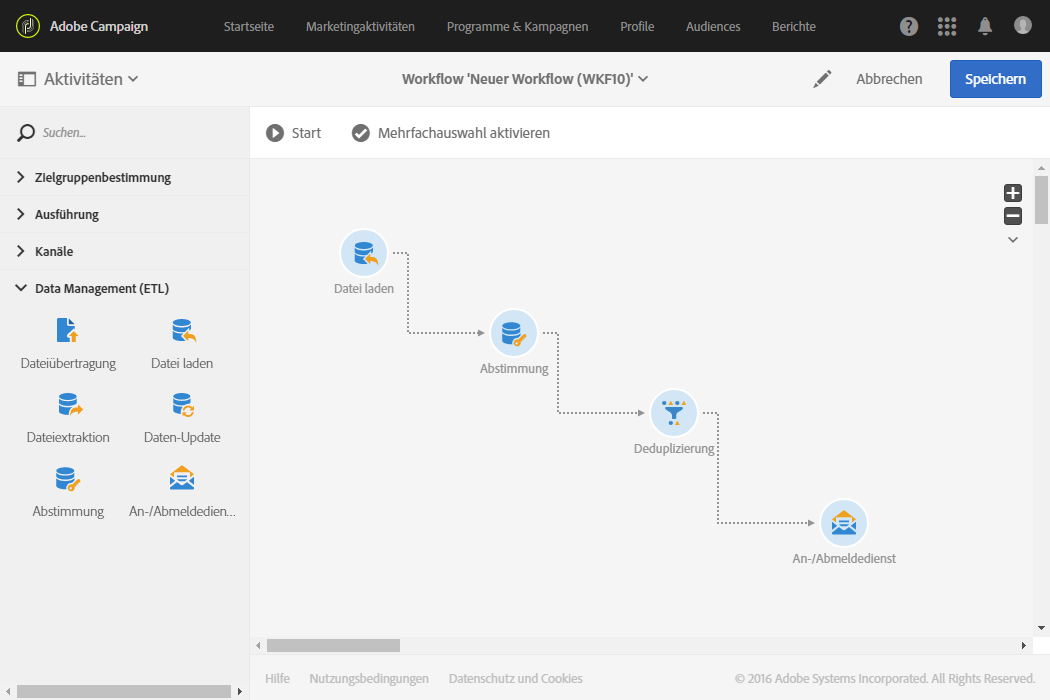 Adobe Campaign
Startseite Marketingaktivitäten Programme & Kampagnen Profile Audiences Berichte
Aktivitäten
Workflow 'Neuer Workflow (WKF10)'
Abbrechen
Speichern
Suchen...
Start
Mehrfachauswahl aktivieren
Zielgruppenbestimmung
Ausführung
Kanäle
Data Management (ETL)
Dateiübertragung Datei laden
Dateiextraktion Daten-Update
Abstimmung An-/Abmeldedien...
Datei laden
Abstimmung
Deduplizierung
An-/Abmeldedienst
Hilfe Nutzungsbedingungen Datenschutz und Cookies © 2016 Adobe Systems Incorporated. All Rights Reserved.